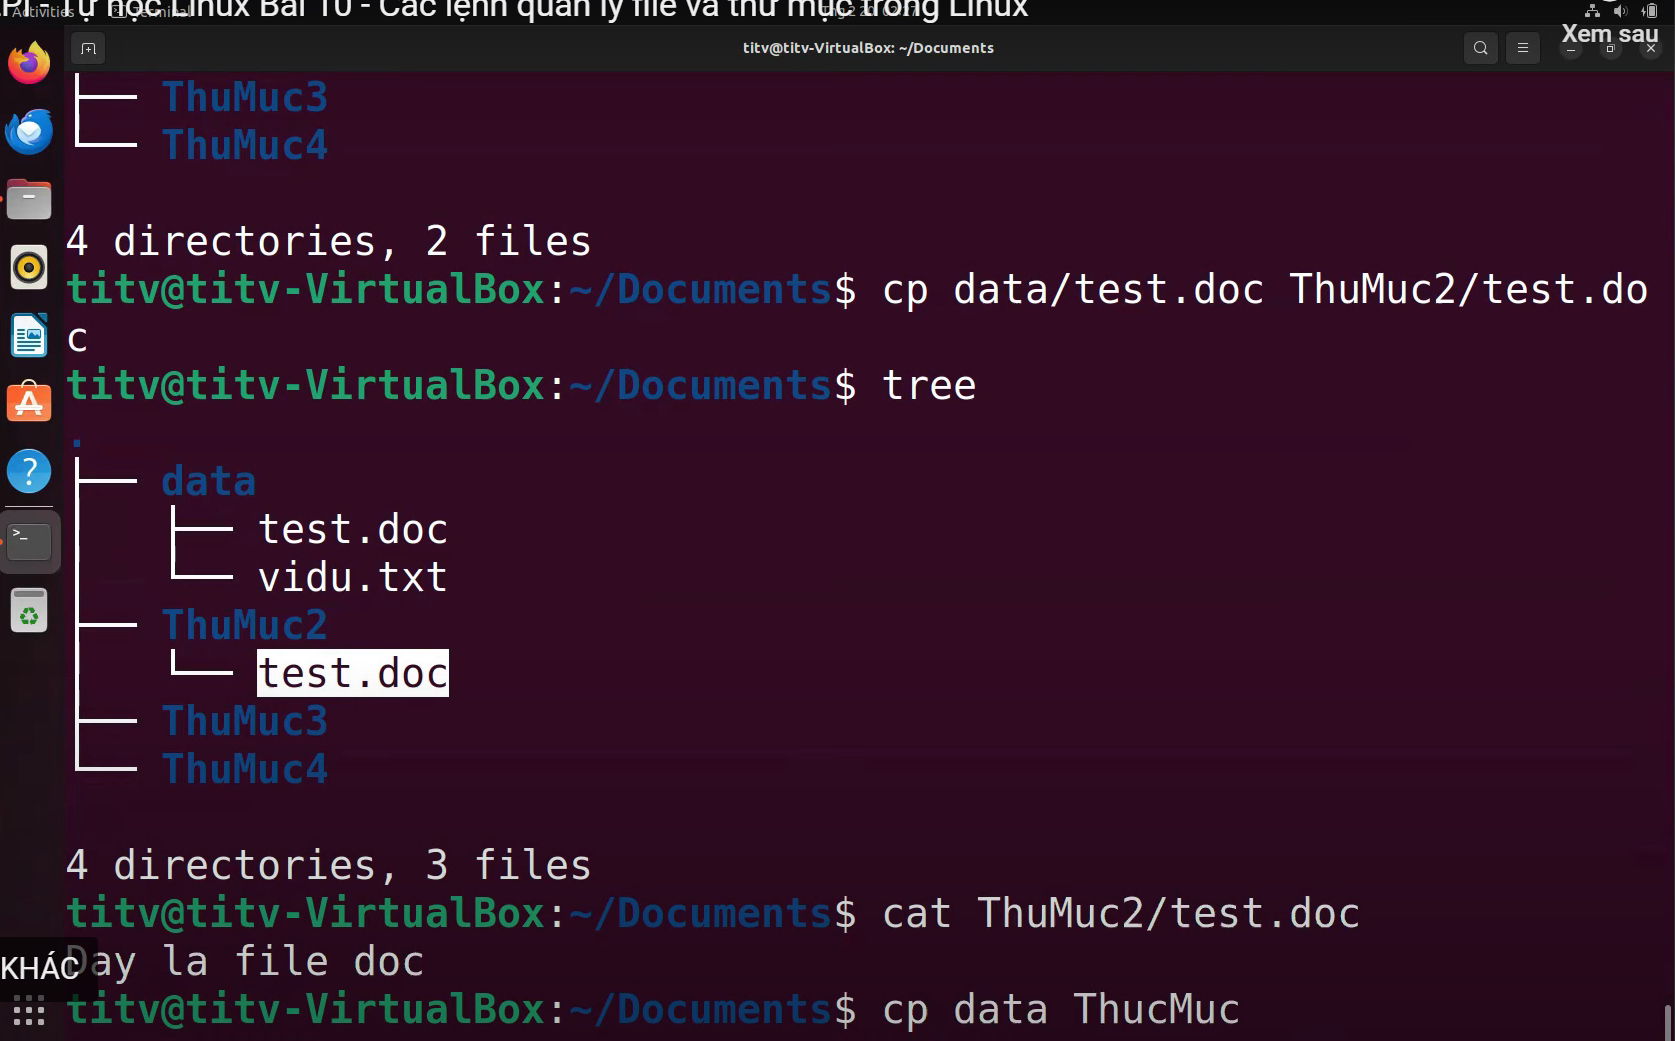 Tự học Linux Bài 10 - Các lệnh quản lý file và thư mục trong Linux
Activities
Terminal
Xem sau
titv@titv-VirtualBox: ~/Documents
├── ThuMuc3
└── ThuMuc4
4 directories, 2 files
titv@titv-VirtualBox:~/Documents$ cp data/test.doc ThuMuc2/test.do
c
titv@titv-VirtualBox:~/Documents$ tree
.
├── data
│   ├── test.doc
│   └── vidu.txt
├── ThuMuc2
│   └── test.doc
├── ThuMuc3
└── ThuMuc4
4 directories, 3 files
titv@titv-VirtualBox:~/Documents$ cat ThuMuc2/test.doc
Day la file doc
KHÁC
titv@titv-VirtualBox:~/Documents$ cp data ThucMuc